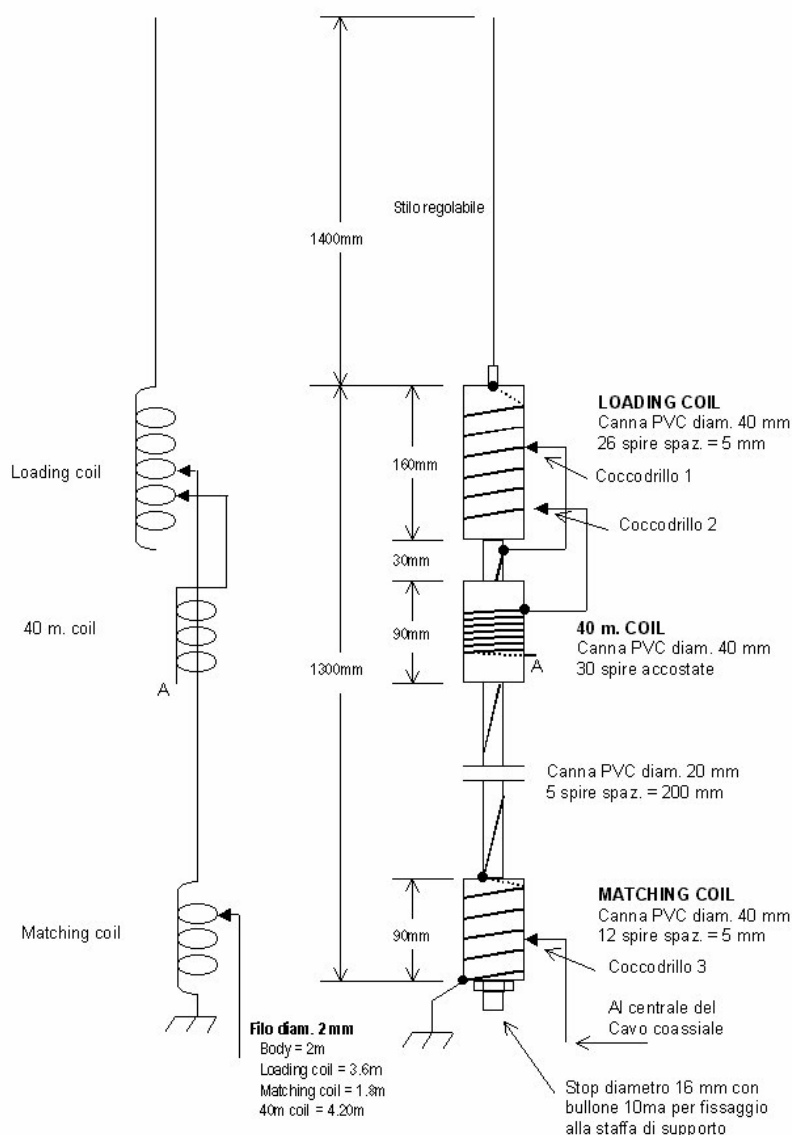 1400mm
Stilo regolabile
Loading coil
160mm
LOADING COIL
Canna PVC diam. 40 mm
26 spire spaz. = 5 mm
Coccodrillo 1
Coccodrillo 2
30mm
40 m. coil
A
90mm
1300mm
40 m. COIL
Canna PVC diam. 40 mm
30 spire accostate
A
Canna PVC diam. 20 mm
5 spire spaz. = 200 mm
Matching coil
90mm
MATCHING COIL
Canna PVC diam. 40 mm
12 spire spaz. = 5 mm
Coccodrillo 3
Al centrale del
Cavo coassiale
Filo diam. 2 mm
Body = 2m
Loading coil = 3.6m
Matching coil = 1.8m
40m coil = 4.20m
Stop diametro 16 mm con
bullone 10ma per fissaggio
alla staffa di supporto